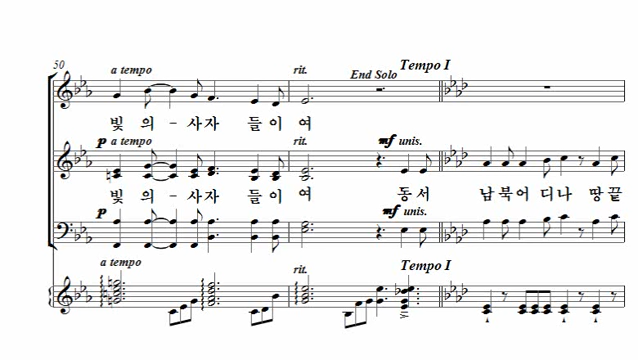 50
a tempo rit. End Solo Tempo I
빛 의 - 사자 들 이 여
p a tempo rit. mf unis.
빛 의 - 사자 들 이 여 동 서 남 북 어 디 나 땅 끝
p mf unis.
a tempo rit. Tempo I